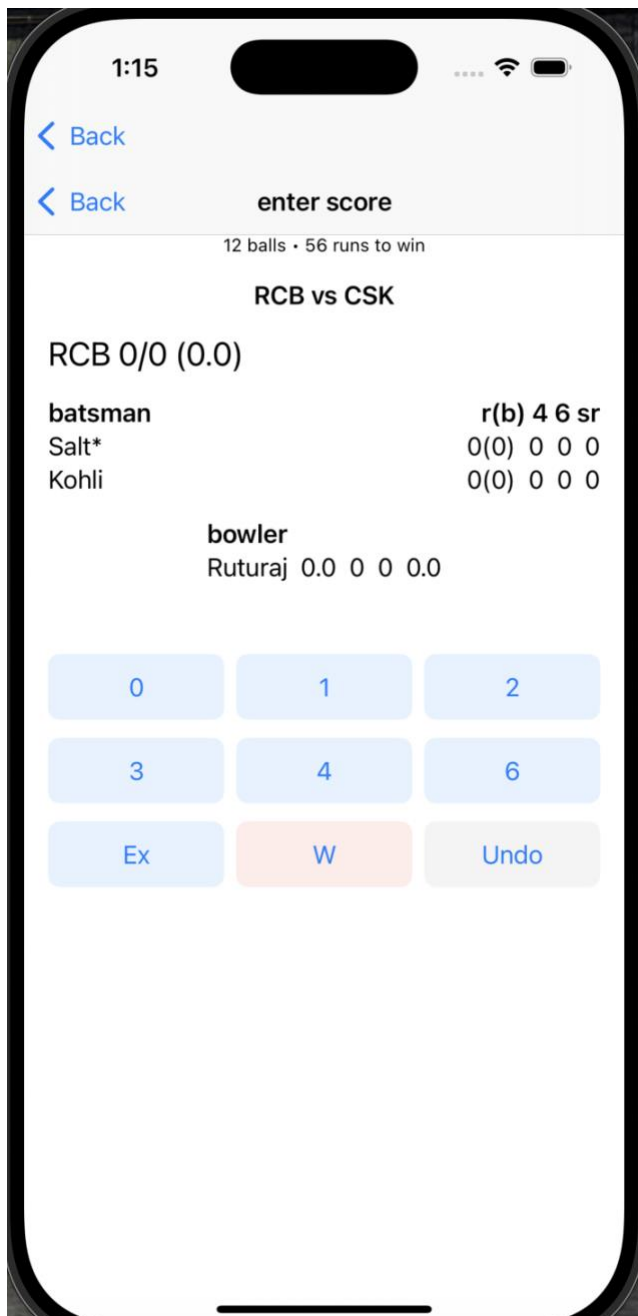 1:15
Back
Back enter score
12 balls • 56 runs to win
RCB vs CSK
RCB 0/0 (0.0)
batsman r(b) 4 6 sr
Salt* 0(0) 0 0 0
Kohli 0(0) 0 0 0
bowler
Ruturaj 0.0 0 0 0.0
0 1 2
3 4 6
Ex W Undo